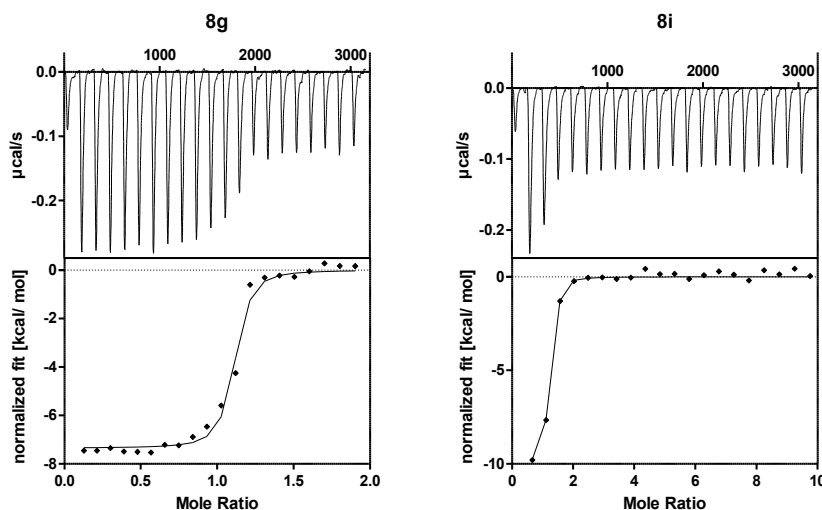 8g
8i
0 1000 2000 3000
0 1000 2000 3000
0.0
-0.1
-0.2
µcal/s
0.0
-0.1
-0.2
µcal/s
0
-2
-4
-6
-8
normalized fit [kcal/ mol]
0.0 0.5 1.0 1.5 2.0
Mole Ratio
0
-5
-10
normalized fit [kcal/ mol]
0 2 4 6 8 10
Mole Ratio